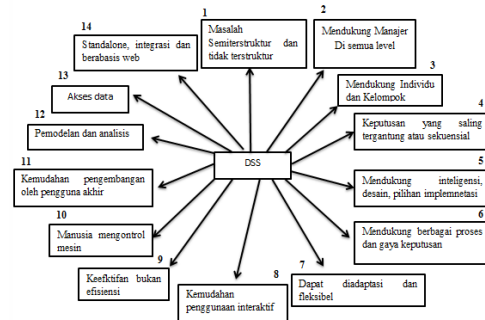 1
Masalah
Semiterstruktur dan
tidak terstruktur
2
Mendukung Manajer
Di semua level
3
Mendukung Individu
dan Kelompok
4
Keputusan yang saling
tergantung atau sekuensial
5
Mendukung inteligensi,
desain, pilihan implemnetasi
6
Mendukung berbagai proses
dan gaya keputusan
7
Dapat diadaptasi dan
fleksibel
8
Kemudahan
penggunaan interaktif
9
Keefktifan bukan
efisiensi
10
Manusia mengontrol
mesin
11
Kemudahan pengembangan
oleh pengguna akhir
12
Pemodelan dan analisis
13
Akses data
14
Standalone, integrasi dan
berabasis web
DSS